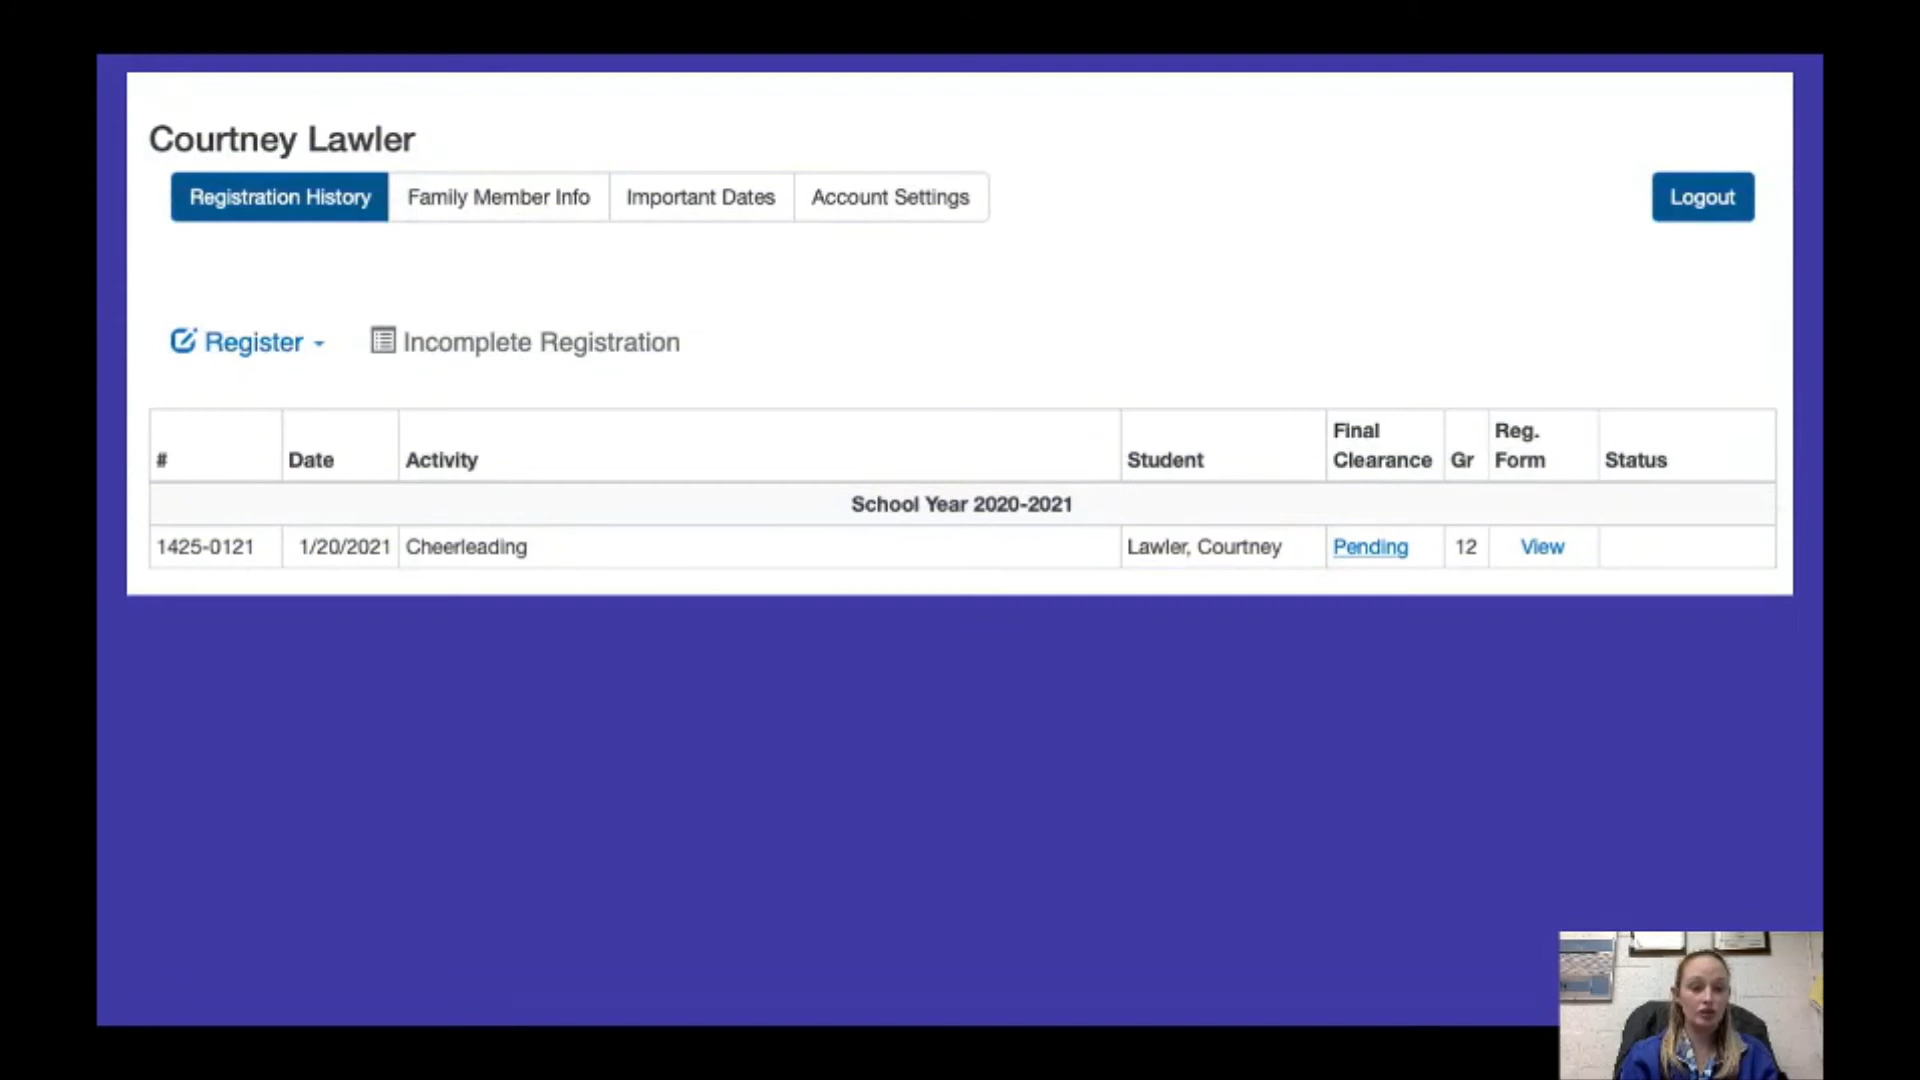 Courtney Lawler
Registration History Family Member Info Important Dates Account Settings Logout
Register Incomplete Registration
# Date Activity Student Final Clearance Gr Reg. Form Status
School Year 2020-2021
1425-0121 1/20/2021 Cheerleading Lawler, Courtney Pending 12 View